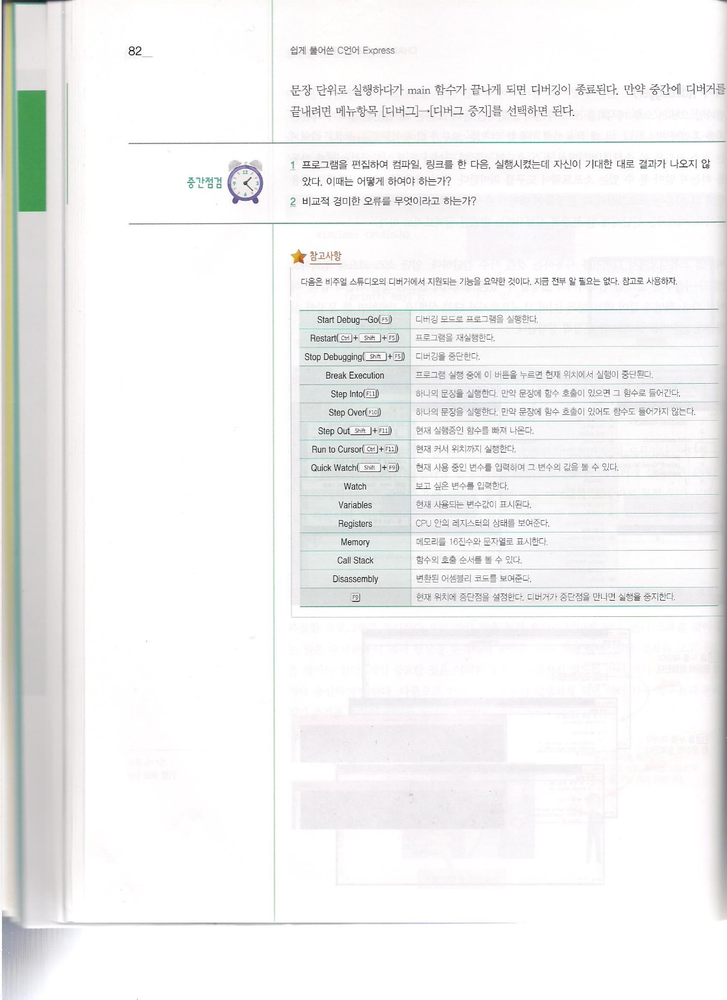 82
쉽게 풀어쓴 C언어 Express
문장 단위로 실행하다가 main 함수가 끝나게 되면 디버깅이 종료된다. 만약 중간에 디버거를
끝내려면 메뉴항목 [디버그]→[디버그 중지]를 선택하면 된다.
중간점검
1 프로그램을 편집하여 컴파일, 링크를 한 다음, 실행시켰는데 자신이 기대한 대로 결과가 나오지 않
았다. 이때는 어떻게 하여야 하는가?
2 비교적 경미한 오류를 무엇이라고 하는가?
참고사항
다음은 비주얼 스튜디오의 디버거에서 지원되는 기능을 요약한 것이다. 지금 전부 알 필요는 없다. 참고로 사용하자.
Start Debug→Go(F5) 디버깅 모드로 프로그램을 실행한다.
Restart(Ctrl+Shift+F5) 프로그램을 재실행한다.
Stop Debugging(Shift+F5) 디버깅을 중단한다.
Break Execution 프로그램 실행 중에 이 버튼을 누르면 현재 위치에서 실행이 중단된다.
Step Into(F11) 하나의 문장을 실행한다. 만약 문장에 함수 호출이 있으면 그 함수로 들어간다.
Step Over(F10) 하나의 문장을 실행한다. 만약 문장에 함수 호출이 있어도 함수도 들어가지 않는다.
Step Out Shift+F11) 현재 실행중인 함수를 빠져 나온다.
Run to Cursor(Ctrl+F11) 현재 커서 위치까지 실행한다.
Quick Watch(Shift+F9) 현재 사용 중인 변수를 입력하여 그 변수의 값을 볼 수 있다.
Watch 보고 싶은 변수를 입력한다.
Variables 현재 사용되는 변수값이 표시된다.
Registers CPU 안의 레지스터의 상태를 보여준다.
Memory 메모리를 16진수와 문자열로 표시한다.
Call Stack 함수의 호출 순서를 볼 수 있다.
Disassembly 변환된 어셈블리 코드를 보여준다.
F9 현재 위치에 중단점을 설정한다. 디버거가 중단점을 만나면 실행을 중지한다.